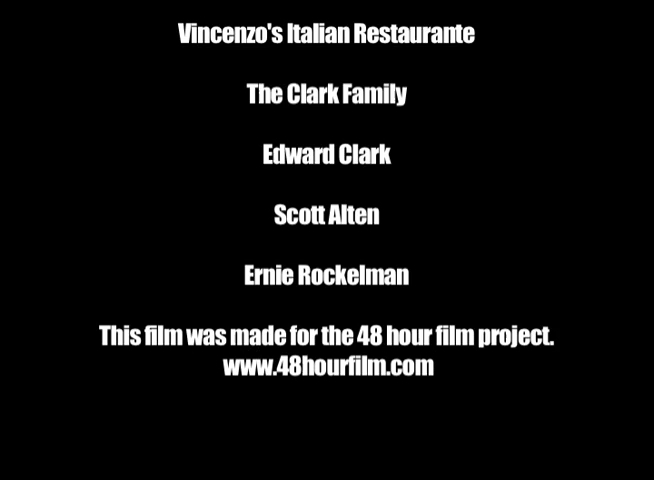 Vincenzo's Italian Restaurante
The Clark Family
Edward Clark
Scott Alten
Ernie Rockelman
This film was made for the 48 hour film project.
www.48hourfilm.com